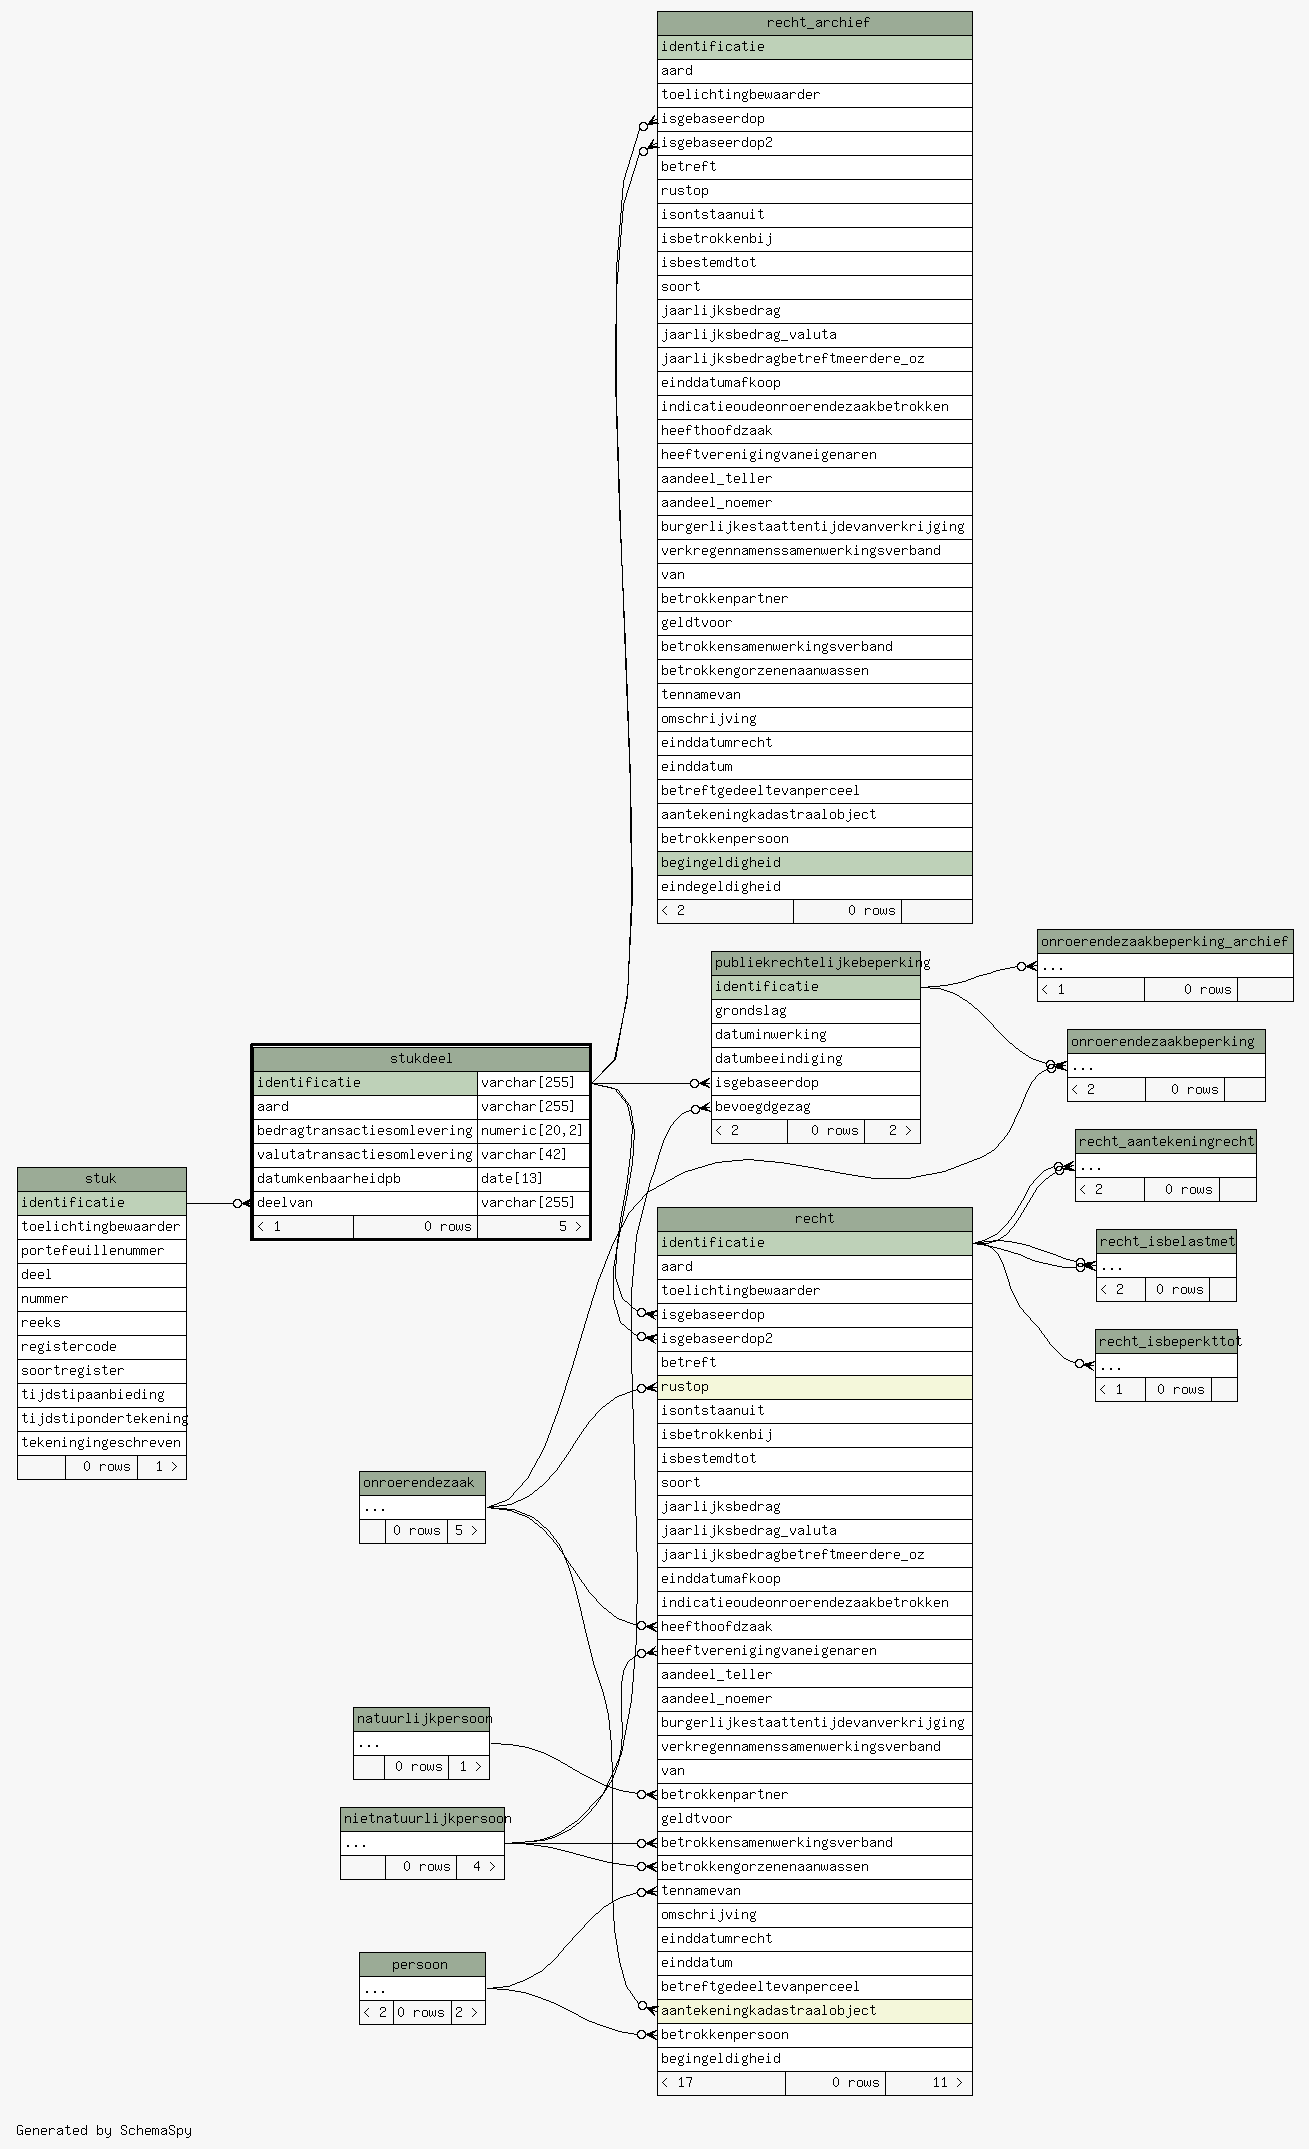 recht_archief
identificatie
aard
toelichtingbewaarder
isgebaseerdop
isgebaseerdop2
betreft
rustop
isontstaanuit
isbetrokkenbij
isbestemdtot
soort
jaarlijksbedrag
jaarlijksbedrag_valuta
jaarlijksbedragbetreftmeerdere_oz
einddatumafkoop
indicatieoudeonroerendezaakbetrokken
heefthoofdzaak
heeftverenigingvaneigenaren
aandeel_teller
aandeel_noemer
burgerlijkestaattentijdevanverkrijging
verkregennamenssamenwerkingsverband
van
betrokkenpartner
geldtvoor
betrokkensamenwerkingsverband
betrokkengorzenenaanwassen
tennamevan
omschrijving
einddatumrecht
einddatum
betreftgedeeltevanperceel
aantekeningkadastraalobject
betrokkenpersoon
begingeldigheid
eindegeldigheid
< 2 0 rows
publiekrechtelijkebeperking
identificatie
grondslag
datuminwerking
datumbeeindiging
isgebaseerdop
bevoegdgezag
< 2 0 rows 2 >
onroerendezaakbeperking_archief
...
< 1 0 rows
onroerendezaakbeperking
...
< 2 0 rows
recht_aantekeningrecht
...
< 2 0 rows
recht_isbelastmet
...
< 2 0 rows
recht_isbeperkttot
...
< 1 0 rows
stukdeel
identificatie varchar[255]
aard varchar[255]
bedragtransactiesomlevering numeric[20,2]
valutatransactiesomlevering varchar[42]
datumkenbaarheidpb date[13]
deelvan varchar[255]
< 1 0 rows 5 >
stuk
identificatie
toelichtingbewaarder
portefeuillenummer
deel
nummer
reeks
registercode
soortregister
tijdstipaanbieding
tijdstipondertekening
tekeningingeschreven
0 rows 1 >
recht
identificatie
aard
toelichtingbewaarder
isgebaseerdop
isgebaseerdop2
betreft
rustop
isontstaanuit
isbetrokkenbij
isbestemdtot
soort
jaarlijksbedrag
jaarlijksbedrag_valuta
jaarlijksbedragbetreftmeerdere_oz
einddatumafkoop
indicatieoudeonroerendezaakbetrokken
heefthoofdzaak
heeftverenigingvaneigenaren
aandeel_teller
aandeel_noemer
burgerlijkestaattentijdevanverkrijging
verkregennamenssamenwerkingsverband
van
betrokkenpartner
geldtvoor
betrokkensamenwerkingsverband
betrokkengorzenenaanwassen
tennamevan
omschrijving
einddatumrecht
einddatum
betreftgedeeltevanperceel
aantekeningkadastraalobject
betrokkenpersoon
begingeldigheid
< 17 0 rows 11 >
onroerendezaak
...
0 rows 5 >
natuurlijkpersoon
...
0 rows 1 >
nietnatuurlijkpersoon
...
0 rows 4 >
persoon
...
< 2 0 rows 2 >
Generated by SchemaSpy